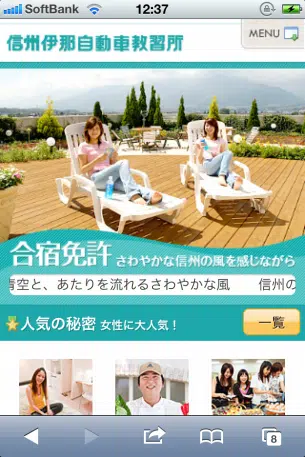 SoftBank 12:37
信州伊那自動車教習所
MENU
合宿免許 さわやかな信州の風を感じながら
青空と、あたりを流れるさわやかな風 信州の
人気の秘密 女性に大人気！
一覧
8